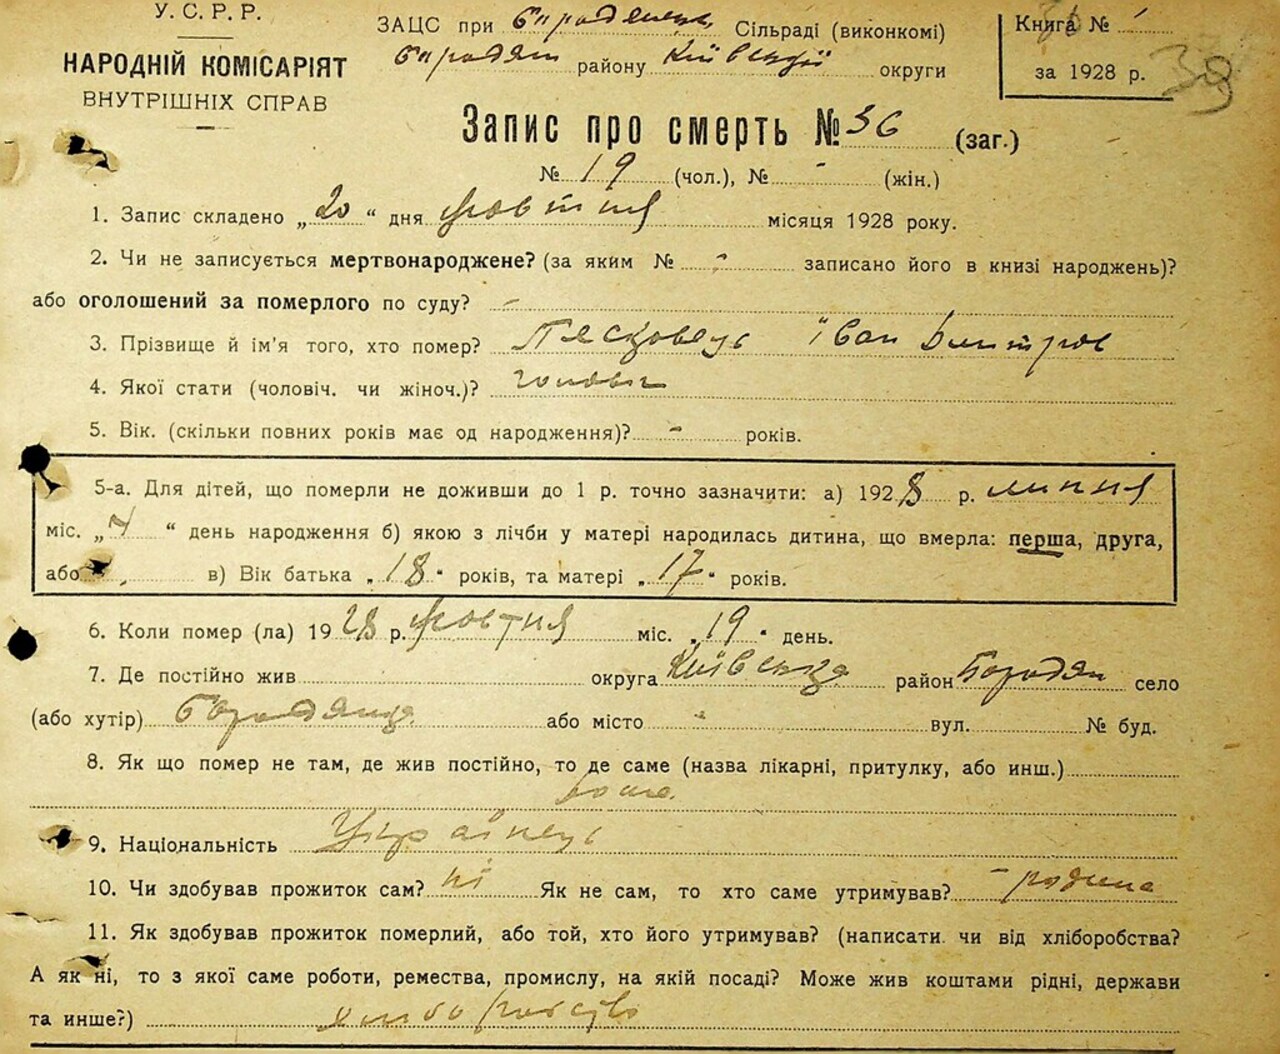 У. С. Р. Р.
НАРОДНІЙ КОМІСАРІЯТ
ВНУТРІШНІХ СПРАВ
ЗАЦС при Бородянськ. Сільраді (виконкомі)
Бородян району Київської округи
Книга №
за 1928 р. 39
Запис про смерть № 36 (заг.)
№ 19 (чол.), № - (жін.)
1. Запис складено „20“ дня жовтня місяця 1928 року.
2. Чи не записується мертвонароджене? (за яким № - записано його в книзі народжень)?
або оголошений за померлого по суду? -
3. Прізвище й ім'я того, хто помер? Пясковець Іван Дмитров
4. Якої стати (чоловіч. чи жіноч.)? чоловіч
5. Вік. (скільки повних років має од народження)? - років.
5-а. Для дітей, що померли не доживши до 1 р. точно зазначити: а) 1928 р. липня
міс. „7“ день народження б) якою з лічби у матері народилась дитина, що вмерла: перша, друга,
або в) Вік батька „18“ років, та матері „17“ років.
6. Коли помер (ла) 1928 р. жовтня міс. „19“ день.
7. Де постійно жив округа Київська район Бородян село
(або хутір) Бородянка або місто - вул. № буд.
8. Як що помер не там, де жив постійно, то де саме (назва лікарні, притулку, або инш.)
дома.
9. Національність Українець
10. Чи здобував прожиток сам? ні Як не сам, то хто саме утримував? - родина
11. Як здобував прожиток померлий, або той, хто його утримував? (написати чи від хліборобства?
А як ні, то з якої саме роботи, ремества, промислу, на якій посаді? Може жив коштами рідні, держави
та инше?) хліборобство